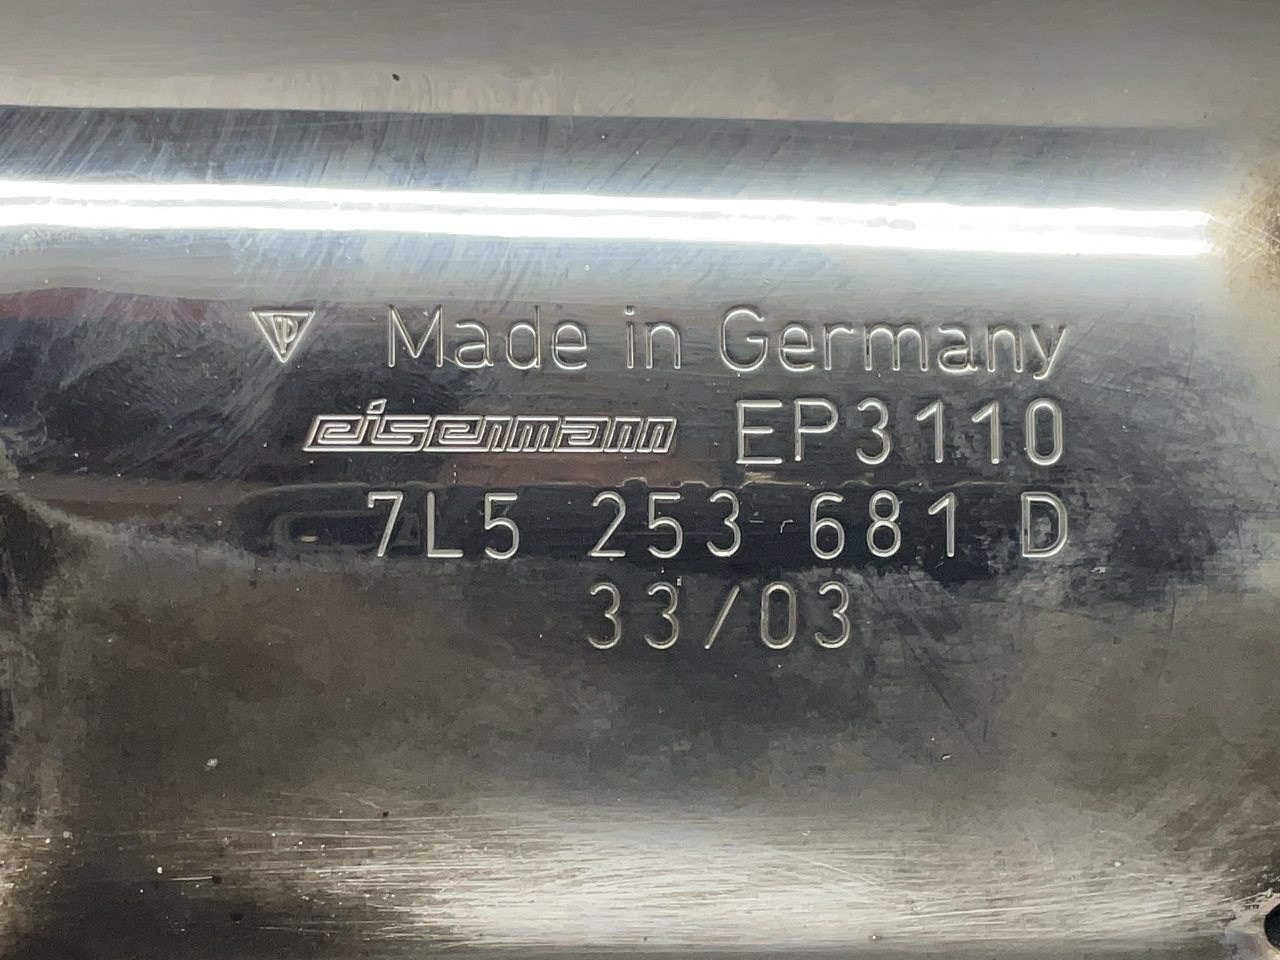 Made in Germany
eisenmann EP3110
7L5 253 681 D
33/03